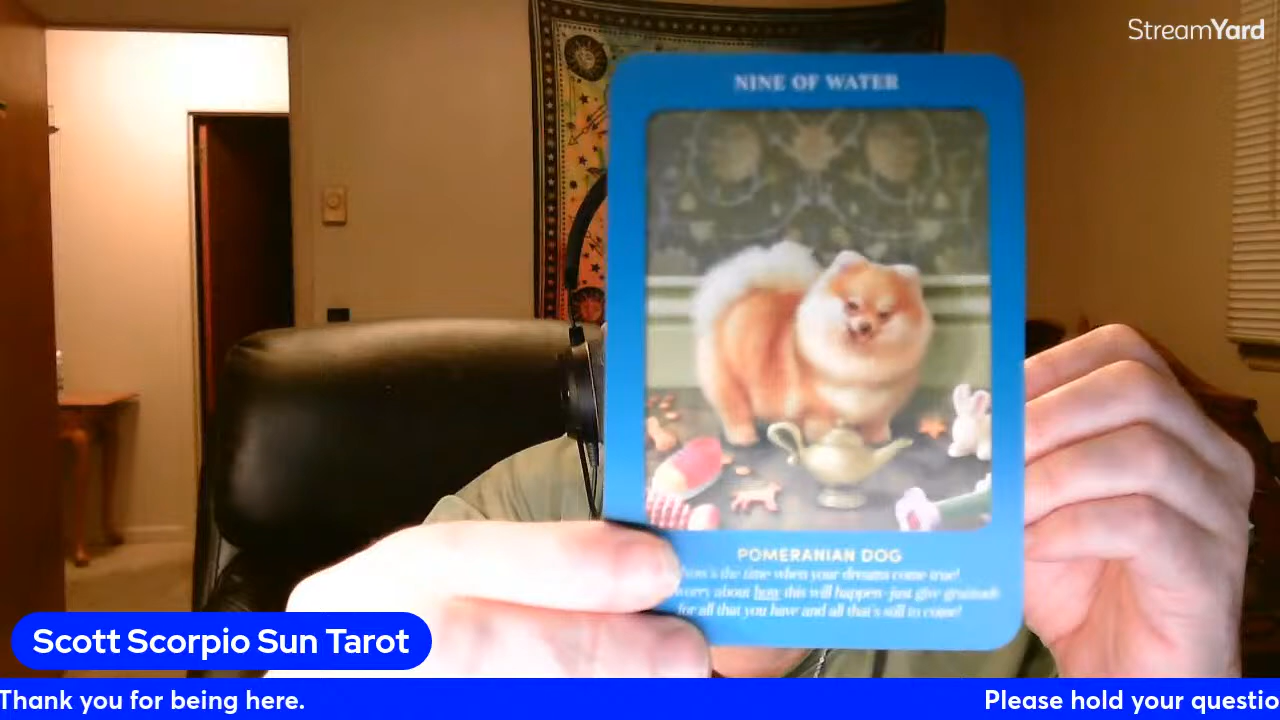 StreamYard
NINE OF WATER
POMERANIAN DOG
is the time when your dreams come true!
worry about how this will happen-just give gratitude
for all that you have and all that's still to come!
Scott Scorpio Sun Tarot
Thank you for being here.
Please hold your questio